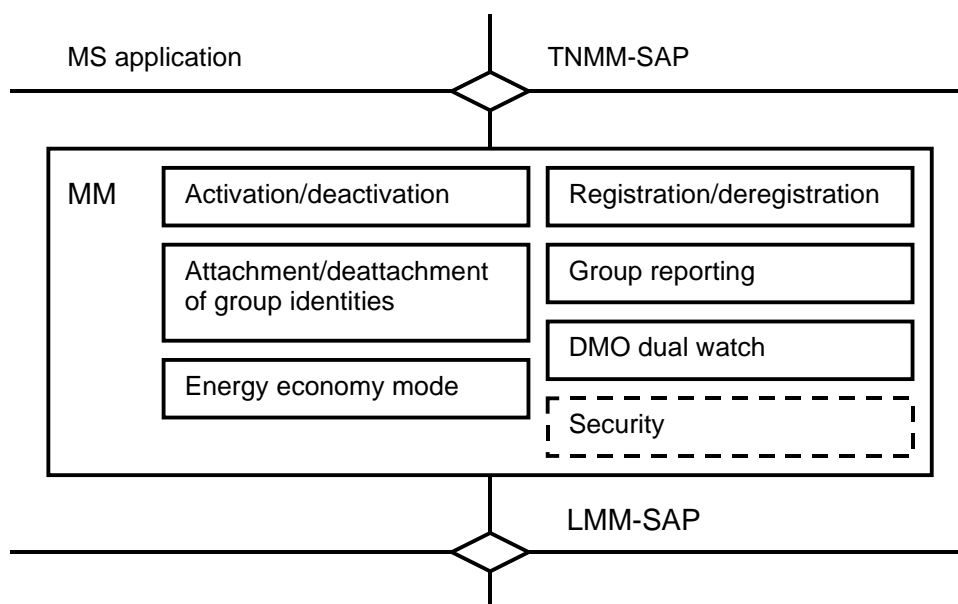 MS application
TNMM-SAP
MM
Activation/deactivation
Registration/deregistration
Attachment/deattachment
of group identities
Group reporting
DMO dual watch
Energy economy mode
Security
LMM-SAP